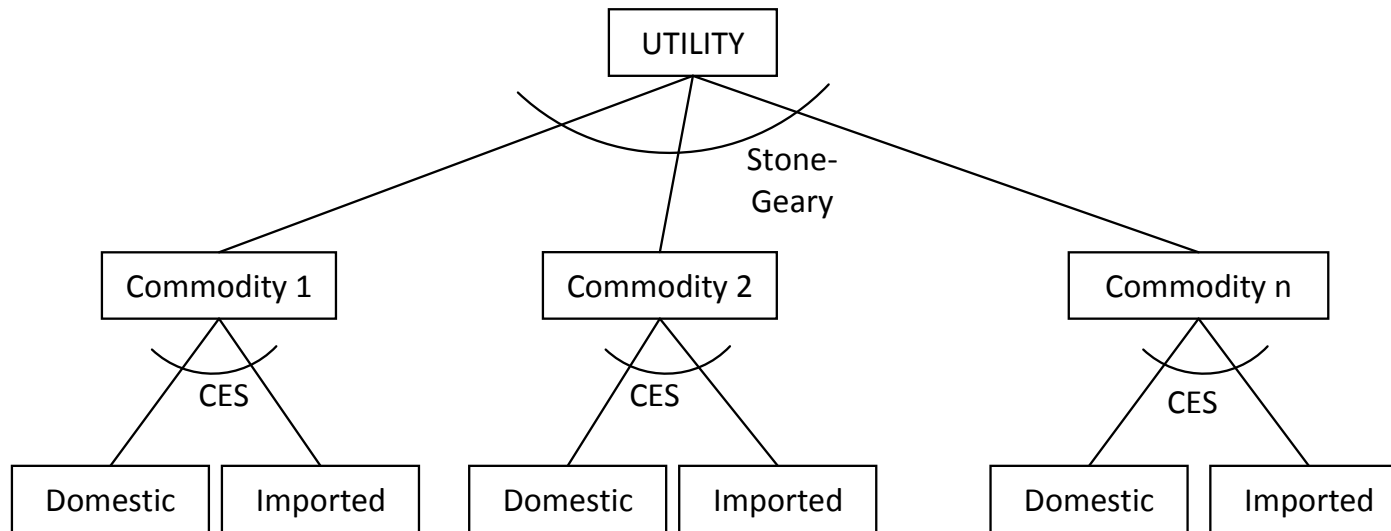 UTILITY
Stone-
Geary
Commodity 1
Commodity 2
Commodity n
CES
CES
CES
Domestic
Imported
Domestic
Imported
Domestic
Imported